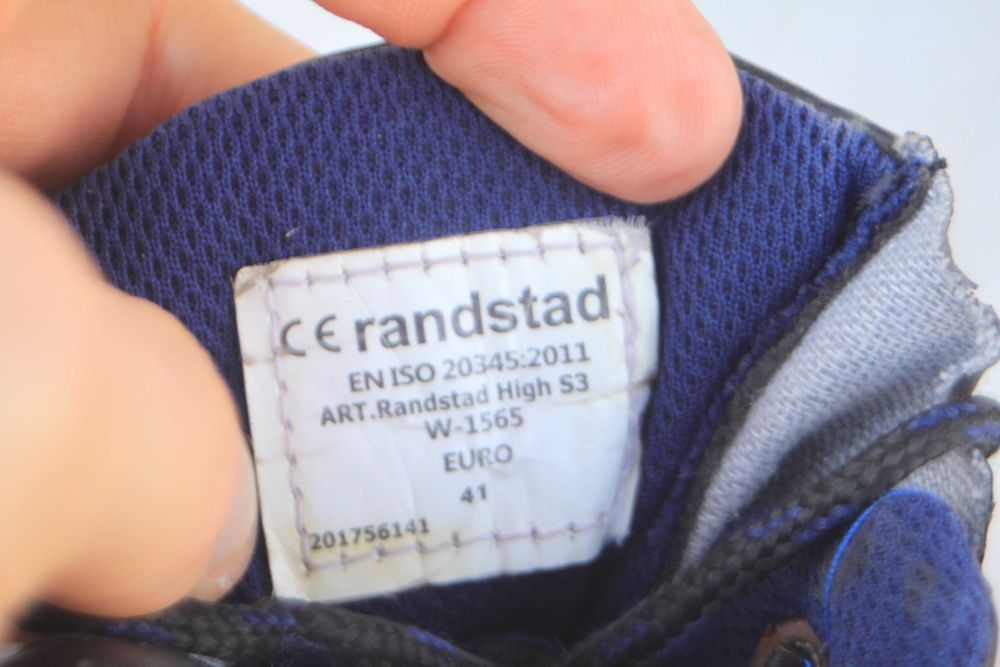 CE randstad
EN ISO 20345:2011
ART.Randstad High S3
W-1565
EURO
41
201756141